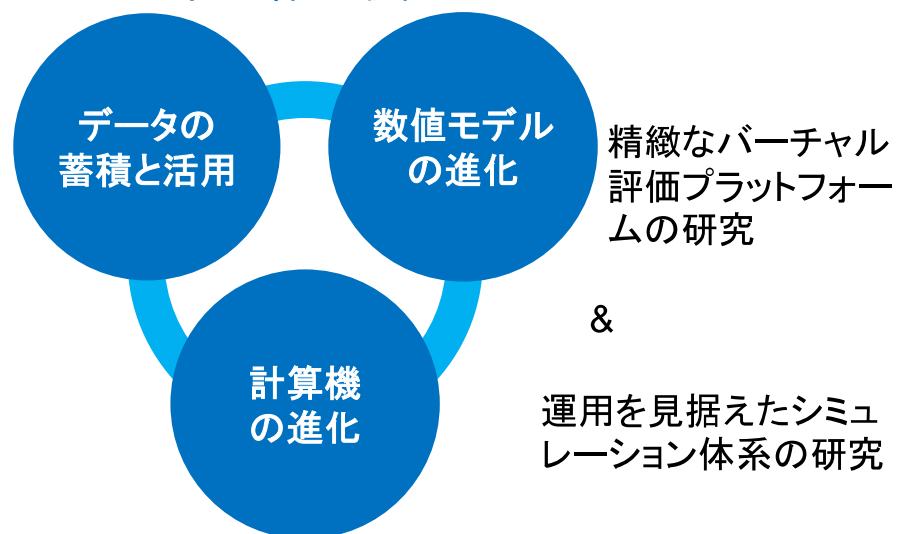 データの
蓄積と活用
数値モデル
の進化
精緻なバーチャル
評価プラットフォー
ムの研究
&
計算機
の進化
運用を見据えたシミュ
レーション体系の研究